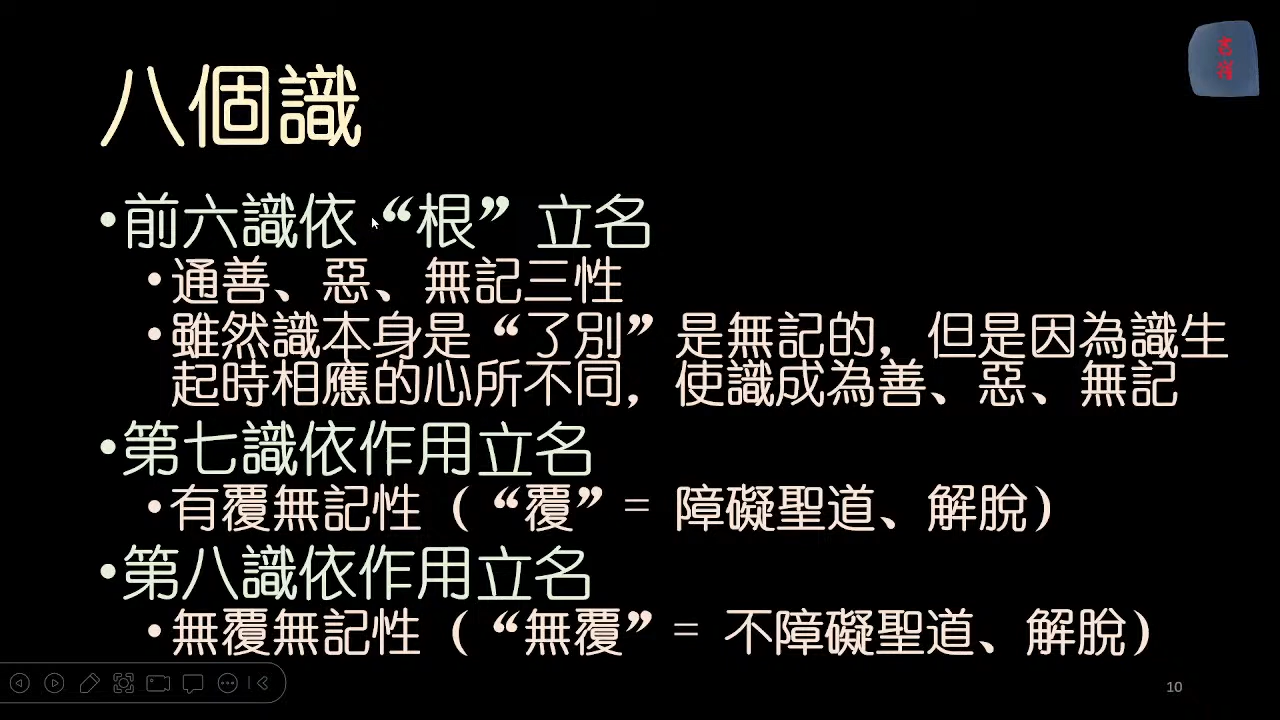 八個識
•前六識依“根”立名
•通善、惡、無記三性
•雖然識本身是“了別”是無記的，但是因為識生
起時相應的心所不同，使識成為善、惡、無記
•第七識依作用立名
•有覆無記性（“覆”= 障礙聖道、解脫）
•第八識依作用立名
•無覆無記性（“無覆”= 不障礙聖道、解脫）
10